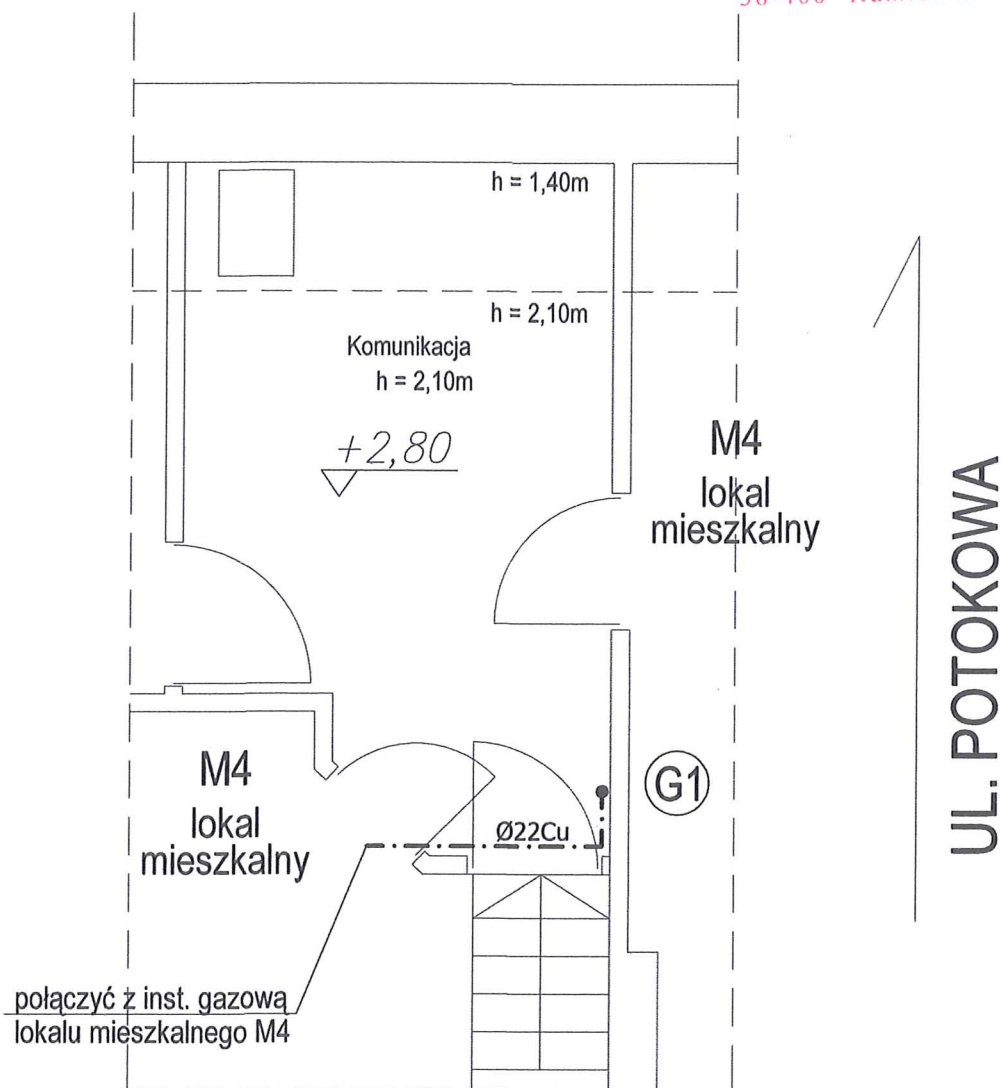 h = 1,40m
h = 2,10m
Komunikacja
h = 2,10m
+2,80
M4
lokal
mieszkalny
UL. POTOKOWA
M4
lokal
mieszkalny
G1
Ø22Cu
połączyć z inst. gazową
lokalu mieszkalnego M4